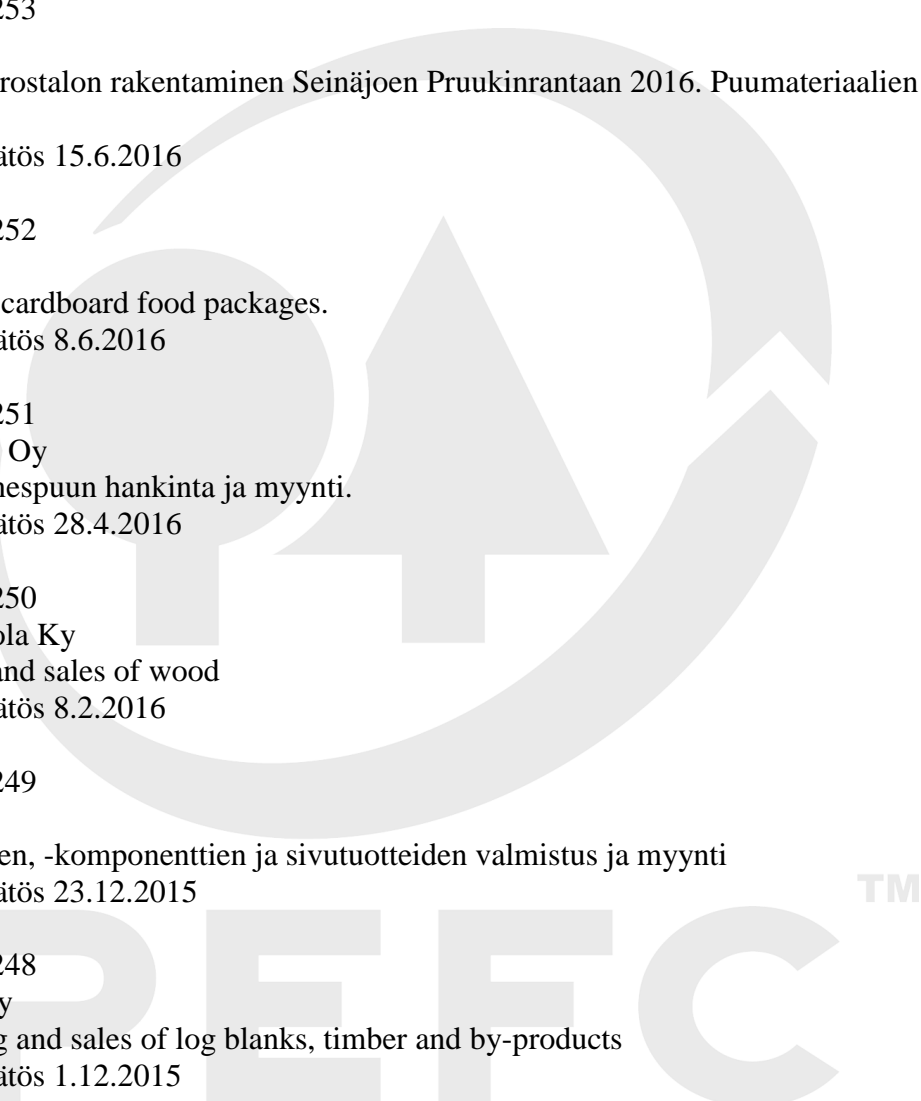 253
rostalon rakentaminen Seinäjoen Pruukinrantaan 2016. Puumateriaalien
ätös 15.6.2016
252
cardboard food packages.
ätös 8.6.2016
251
Oy
nespuun hankinta ja myynti.
ätös 28.4.2016
250
ola Ky
and sales of wood
ätös 8.2.2016
249
en, -komponenttien ja sivutuotteiden valmistus ja myynti
ätös 23.12.2015
248
y
g and sales of log blanks, timber and by-products
ätös 1.12.2015
PEFC TM